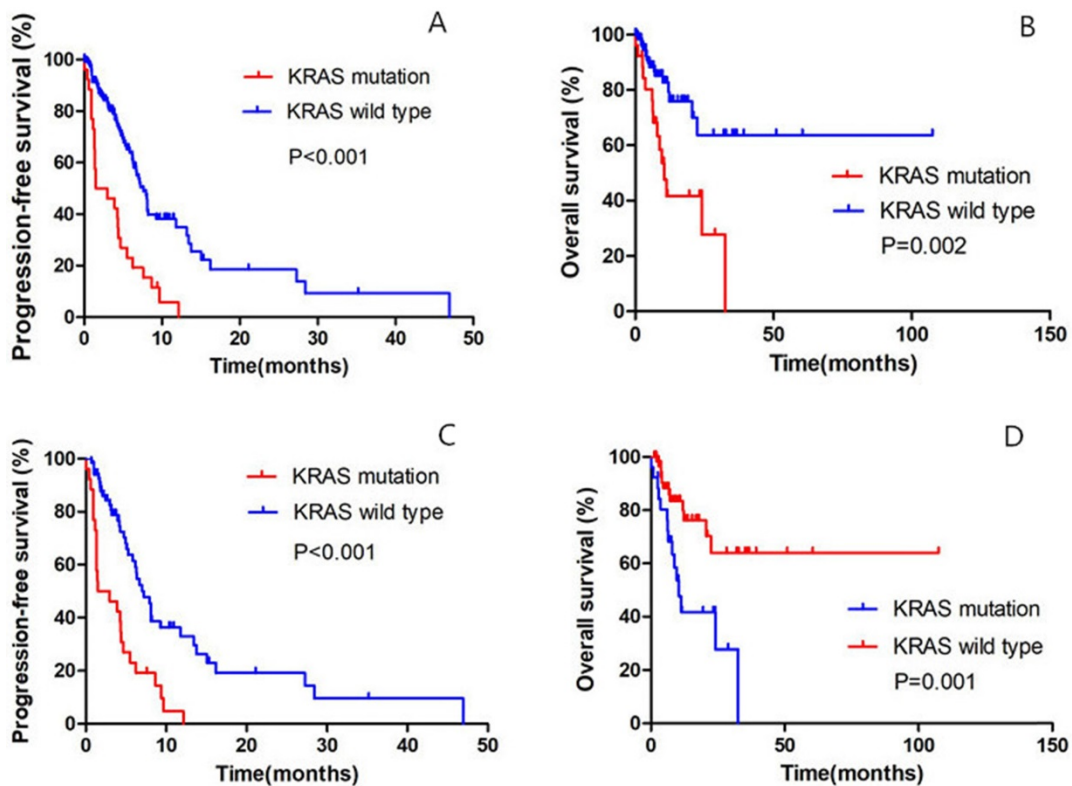 A
Progression-free survival (%)
100
80
60
40
20
0
KRAS mutation
KRAS wild type
P<0.001
0 10 20 30 40 50
Time(months)
B
Overall survival (%)
100
80
60
40
20
0
KRAS mutation
KRAS wild type
P=0.002
0 50 100 150
Time(months)
C
Progression-free survival (%)
100
80
60
40
20
0
KRAS mutation
KRAS wild type
P<0.001
0 10 20 30 40 50
Time(months)
D
Overall survival (%)
100
80
60
40
20
0
KRAS mutation
KRAS wild type
P=0.001
0 50 100 150
Time(months)